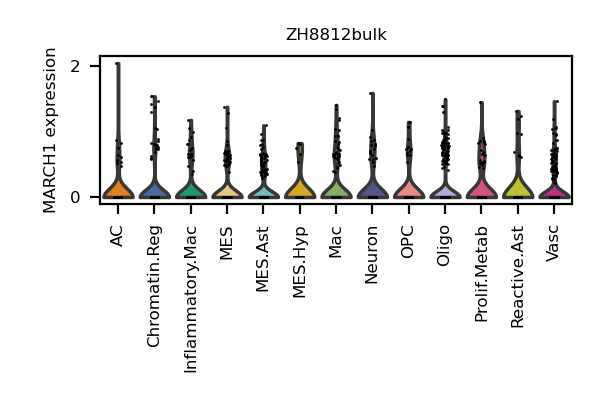 ZH8812bulk
MARCH1 expression
2
0
AC
Chromatin.Reg
Inflammatory.Mac
MES
MES.Ast
MES.Hyp
Mac
Neuron
OPC
Oligo
Prolif.Metab
Reactive.Ast
Vasc